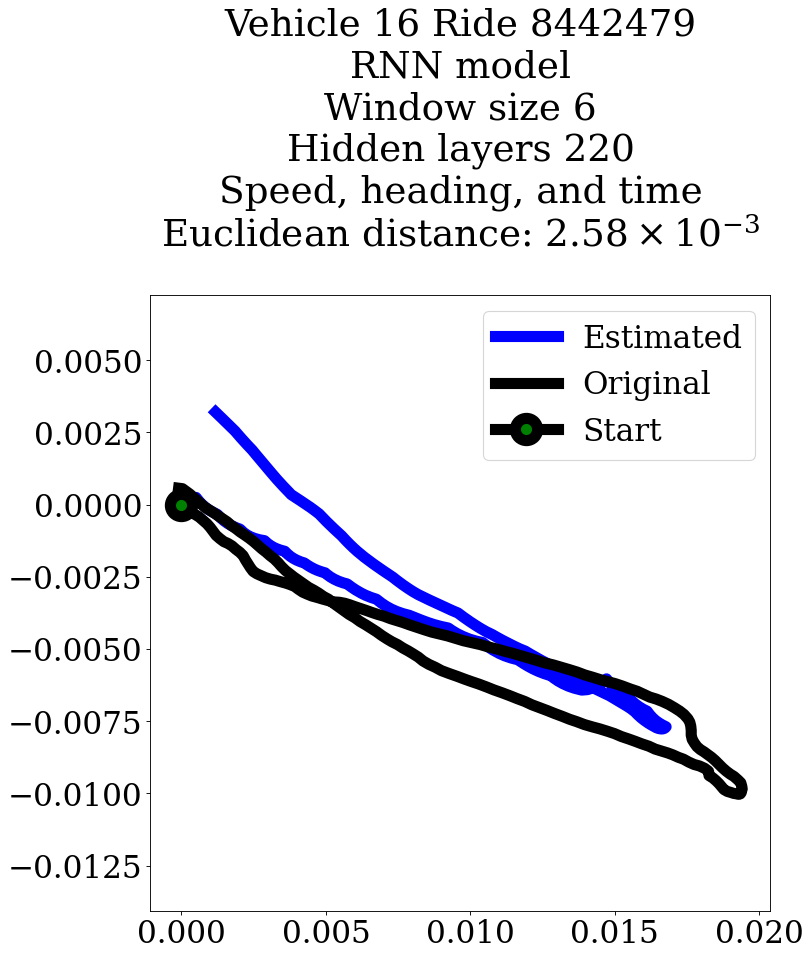 Vehicle 16 Ride 8442479
RNN model
Window size 6
Hidden layers 220
Speed, heading, and time
Euclidean distance: 2.58 × 10⁻³
Estimated
Original
Start
0.0050
0.0025
0.0000
−0.0025
−0.0050
−0.0075
−0.0100
−0.0125
0.000 0.005 0.010 0.015 0.020